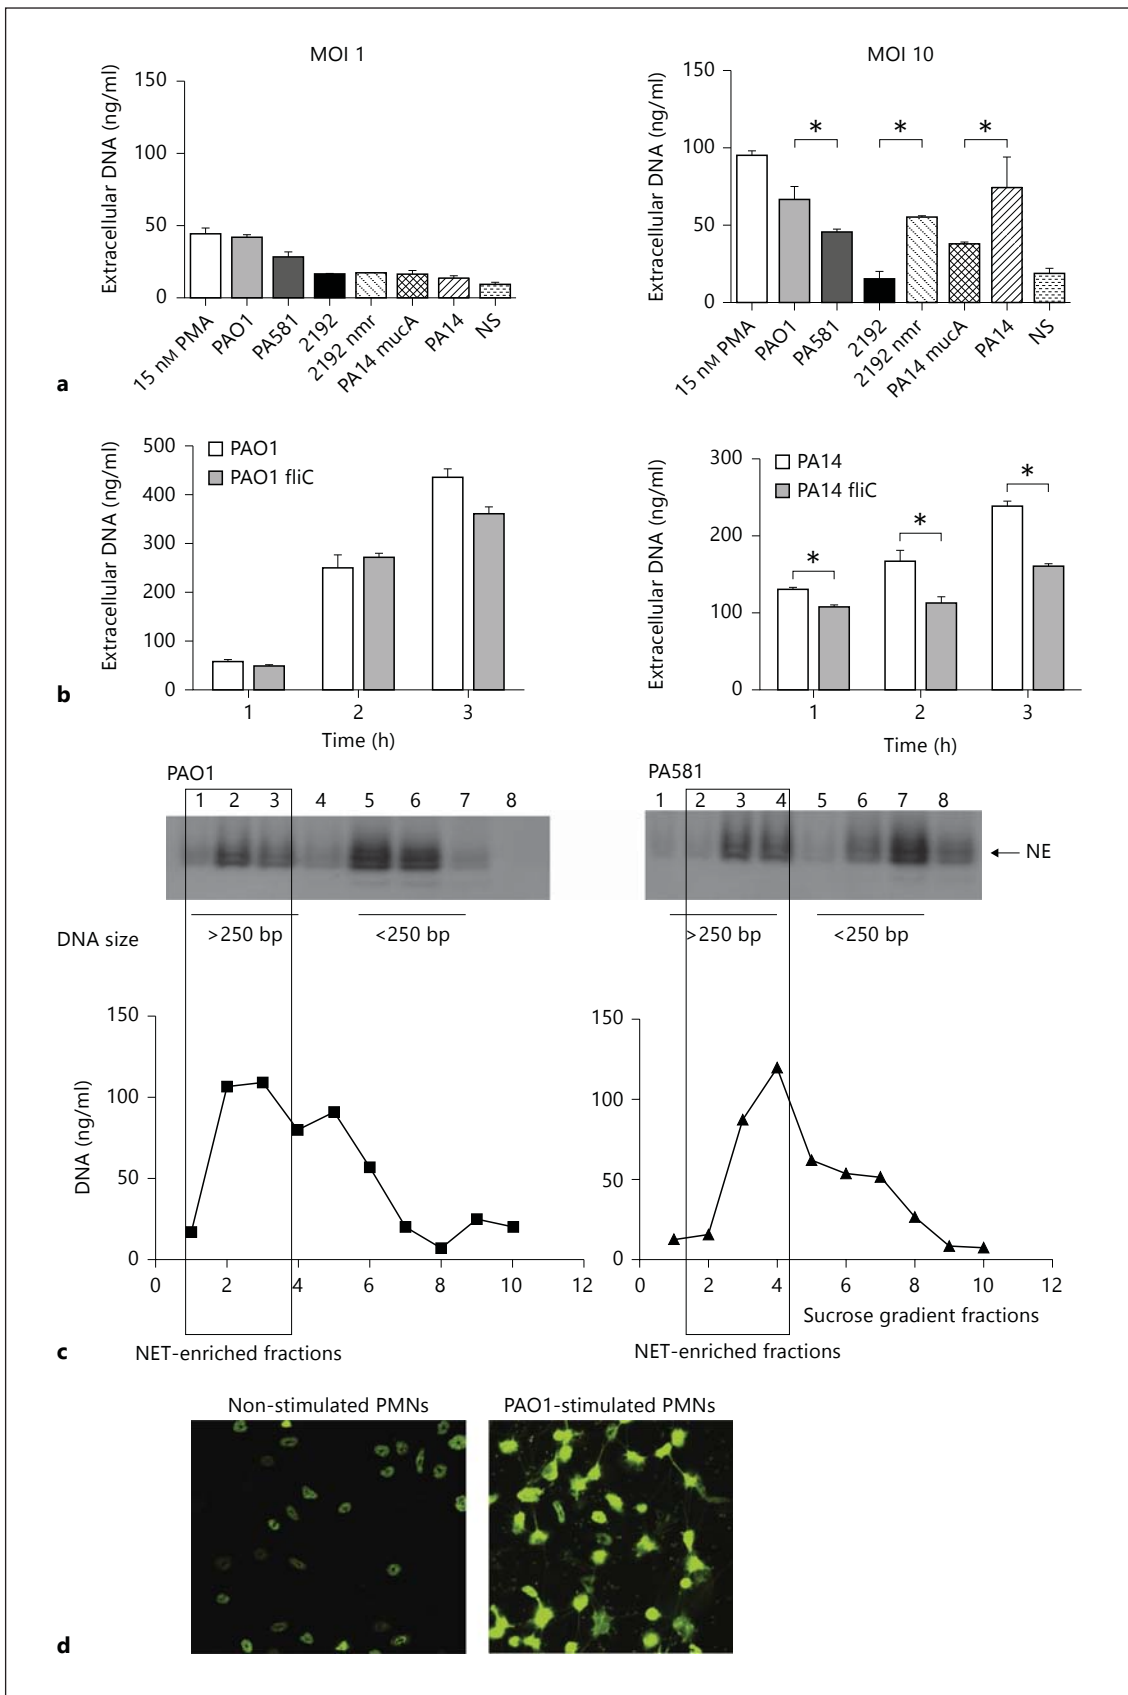 MOI 1
MOI 10
Extracellular DNA (ng/ml)
150
100
50
0
15 nM PMA
PAO1
PA581
2192
2192 nmr
PA14 mucA
PA14
NS
Extracellular DNA (ng/ml)
150
100
50
0
* * *
15 nM PMA
PAO1
PA581
2192
2192 nmr
PA14 mucA
PA14
NS
a
Extracellular DNA (ng/ml)
500
400
300
200
100
0
PAO1
PAO1 fliC
1 2 3
Time (h)
Extracellular DNA (ng/ml)
300
200
100
0
PA14
PA14 fliC
* * *
1 2 3
Time (h)
b
PAO1
1 2 3 4 5 6 7 8
PA581
1 2 3 4 5 6 7 8
NE
DNA size
>250 bp
<250 bp
>250 bp
<250 bp
DNA (ng/ml)
150
100
50
0
0 2 4 6 8 10 12
150
100
50
0
0 2 4 6 8 10 12
Sucrose gradient fractions
c
NET-enriched fractions
NET-enriched fractions
Non-stimulated PMNs
PAO1-stimulated PMNs
d